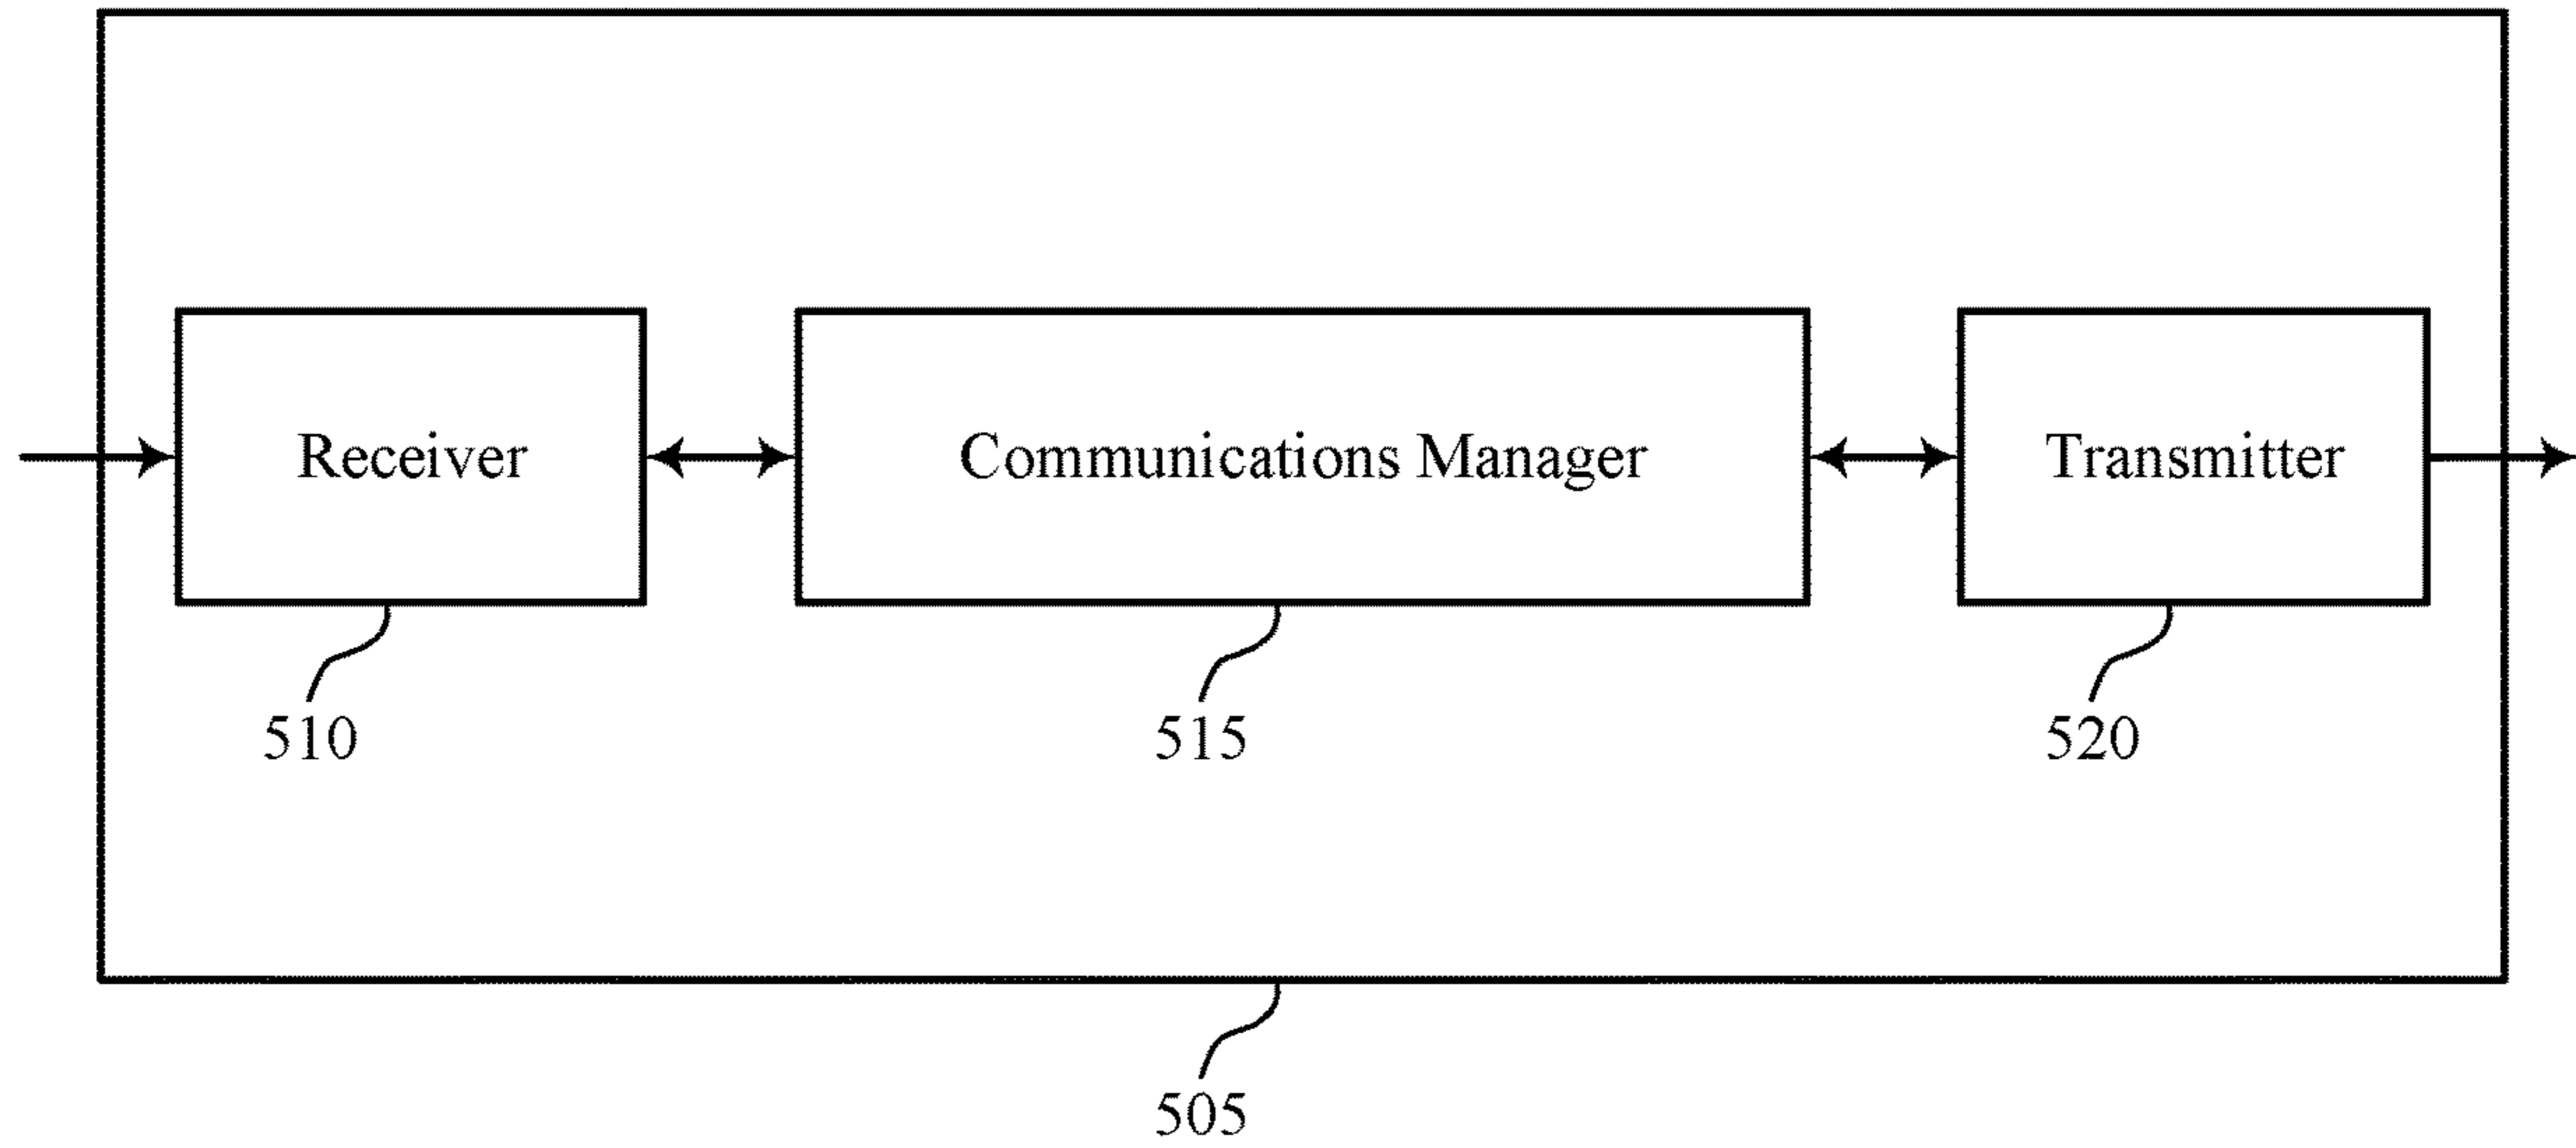 Receiver
Communications Manager
Transmitter
510
515
520
505